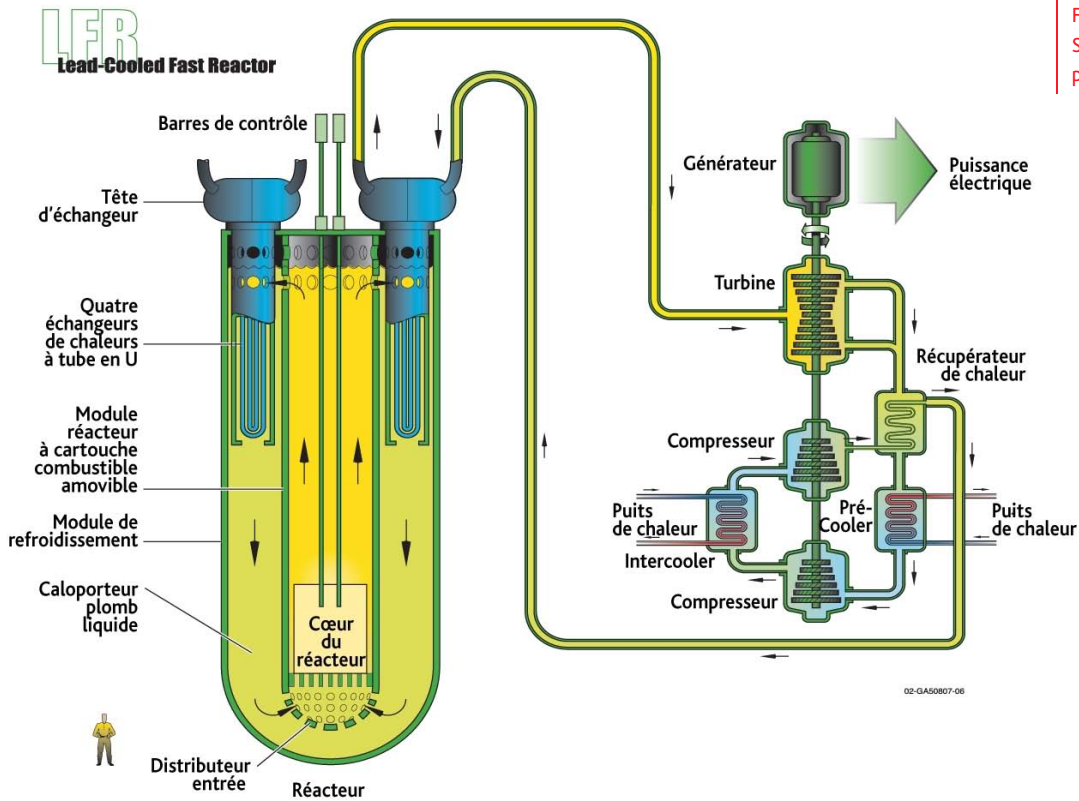 LFR
Lead-Cooled Fast Reactor
Barres de contrôle
Tête
d'échangeur
Quatre
échangeurs
de chaleurs
à tube en U
Module
réacteur
à cartouche
combustible
amovible
Module de
refroidissement
Caloporteur
plomb
liquide
Cœur
du
réacteur
Distributeur
entrée
Réacteur
Générateur
Puissance
électrique
Turbine
Récupérateur
de chaleur
Compresseur
Puits
de chaleur
Intercooler
Pré-
Cooler
Puits
de chaleur
Compresseur
02-GA50807-06
F
S
p